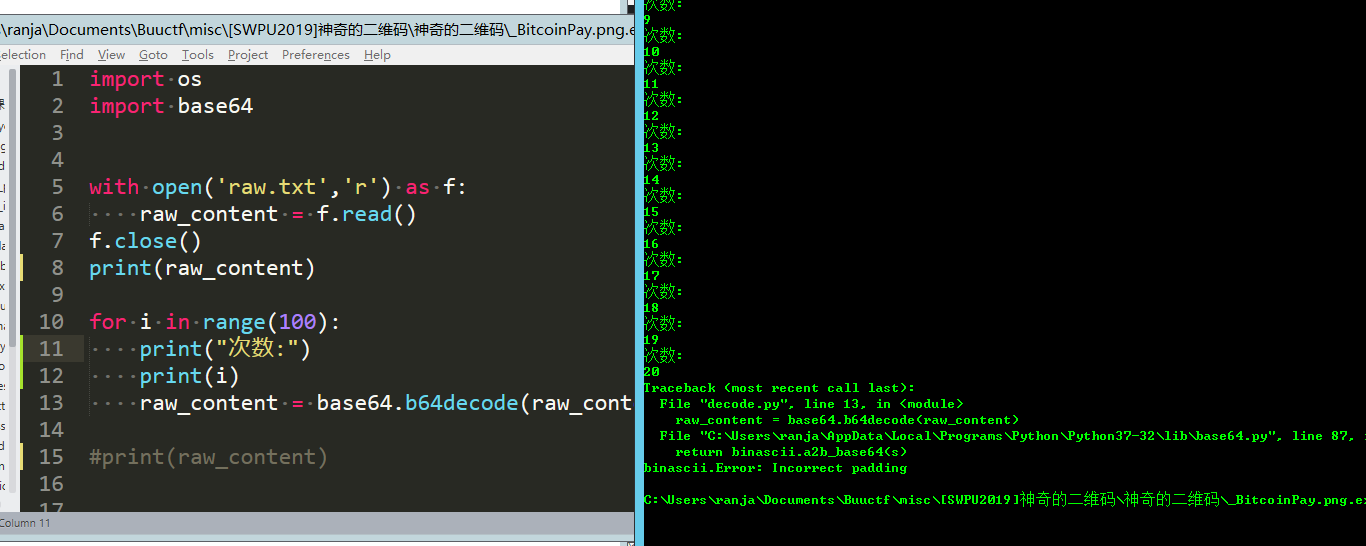 s\ranja\Documents\Buuctf\misc\[SWPU2019]神奇的二维码\神奇的二维码\_BitcoinPay.png.e
election Find View Goto Tools Project Preferences Help
1 import os
2 import base64
3
4
5 with open('raw.txt','r') as f:
6 raw_content = f.read()
7 f.close()
8 print(raw_content)
9
10 for i in range(100):
11 print("次数:")
12 print(i)
13 raw_content = base64.b64decode(raw_cont
14
15 #print(raw_content)
16
17
Column 11
次数:
9
次数:
10
次数:
11
次数:
12
次数:
13
次数:
14
次数:
15
次数:
16
次数:
17
次数:
18
次数:
19
次数:
20
Traceback (most recent call last):
File "decode.py", line 13, in <module>
raw_content = base64.b64decode(raw_content)
File "C:\Users\ranja\AppData\Local\Programs\Python\Python37-32\lib\base64.py", line 87,
return binascii.a2b_base64(s)
binascii.Error: Incorrect padding
C:\Users\ranja\Documents\Buuctf\misc\[SWPU2019]神奇的二维码\神奇的二维码\_BitcoinPay.png.e